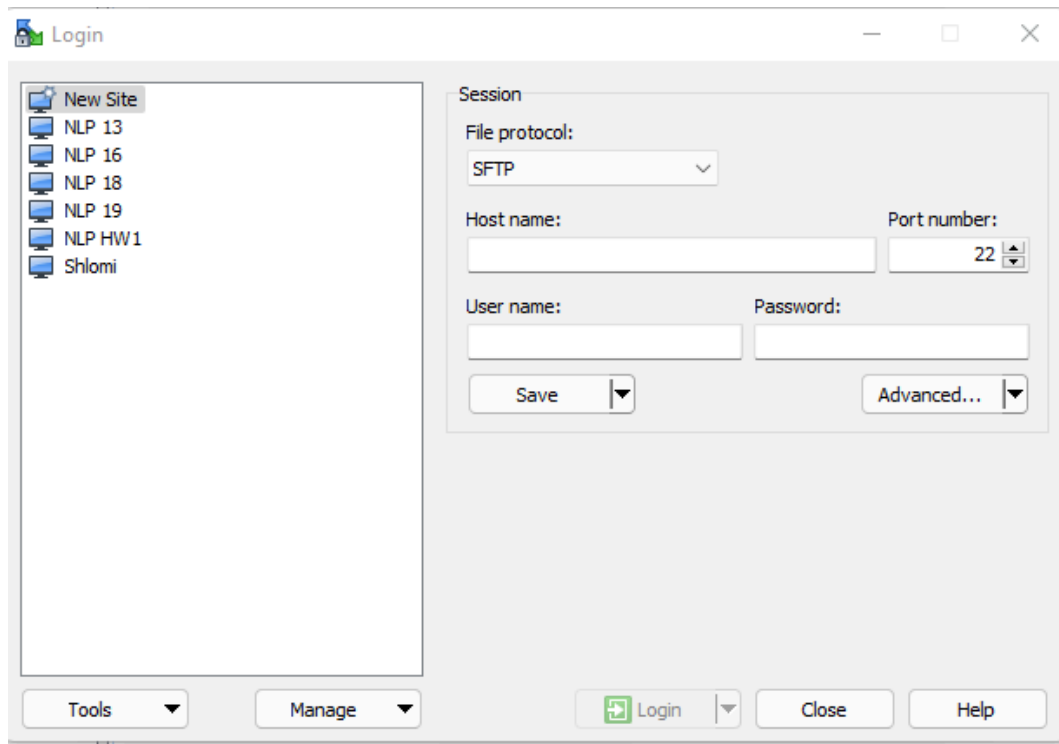 Login
New Site
NLP 13
NLP 16
NLP 18
NLP 19
NLP HW1
Shlomi
Session
File protocol:
SFTP
Host name: Port number:
22
User name: Password:
Save Advanced...
Tools Manage Login Close Help